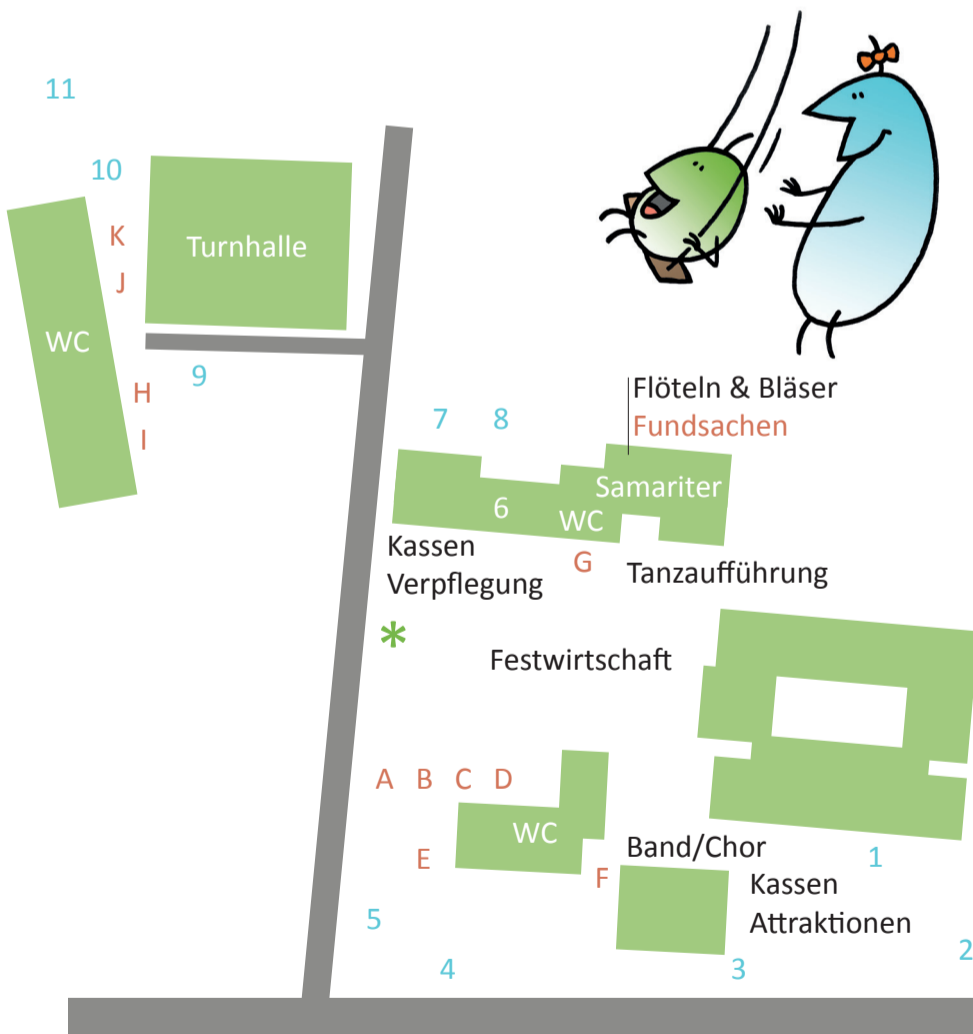 11
10
K
Turnhalle
J
WC
9
H
I
Flöteln & Bläser
Fundsachen
7
8
Samariter
6
WC
Kassen
Verpflegung
G
Tanzaufführung
*
Festwirtschaft
A B C D
WC
E
Band/Chor
F
1
Kassen
Attraktionen
5
4
3
2